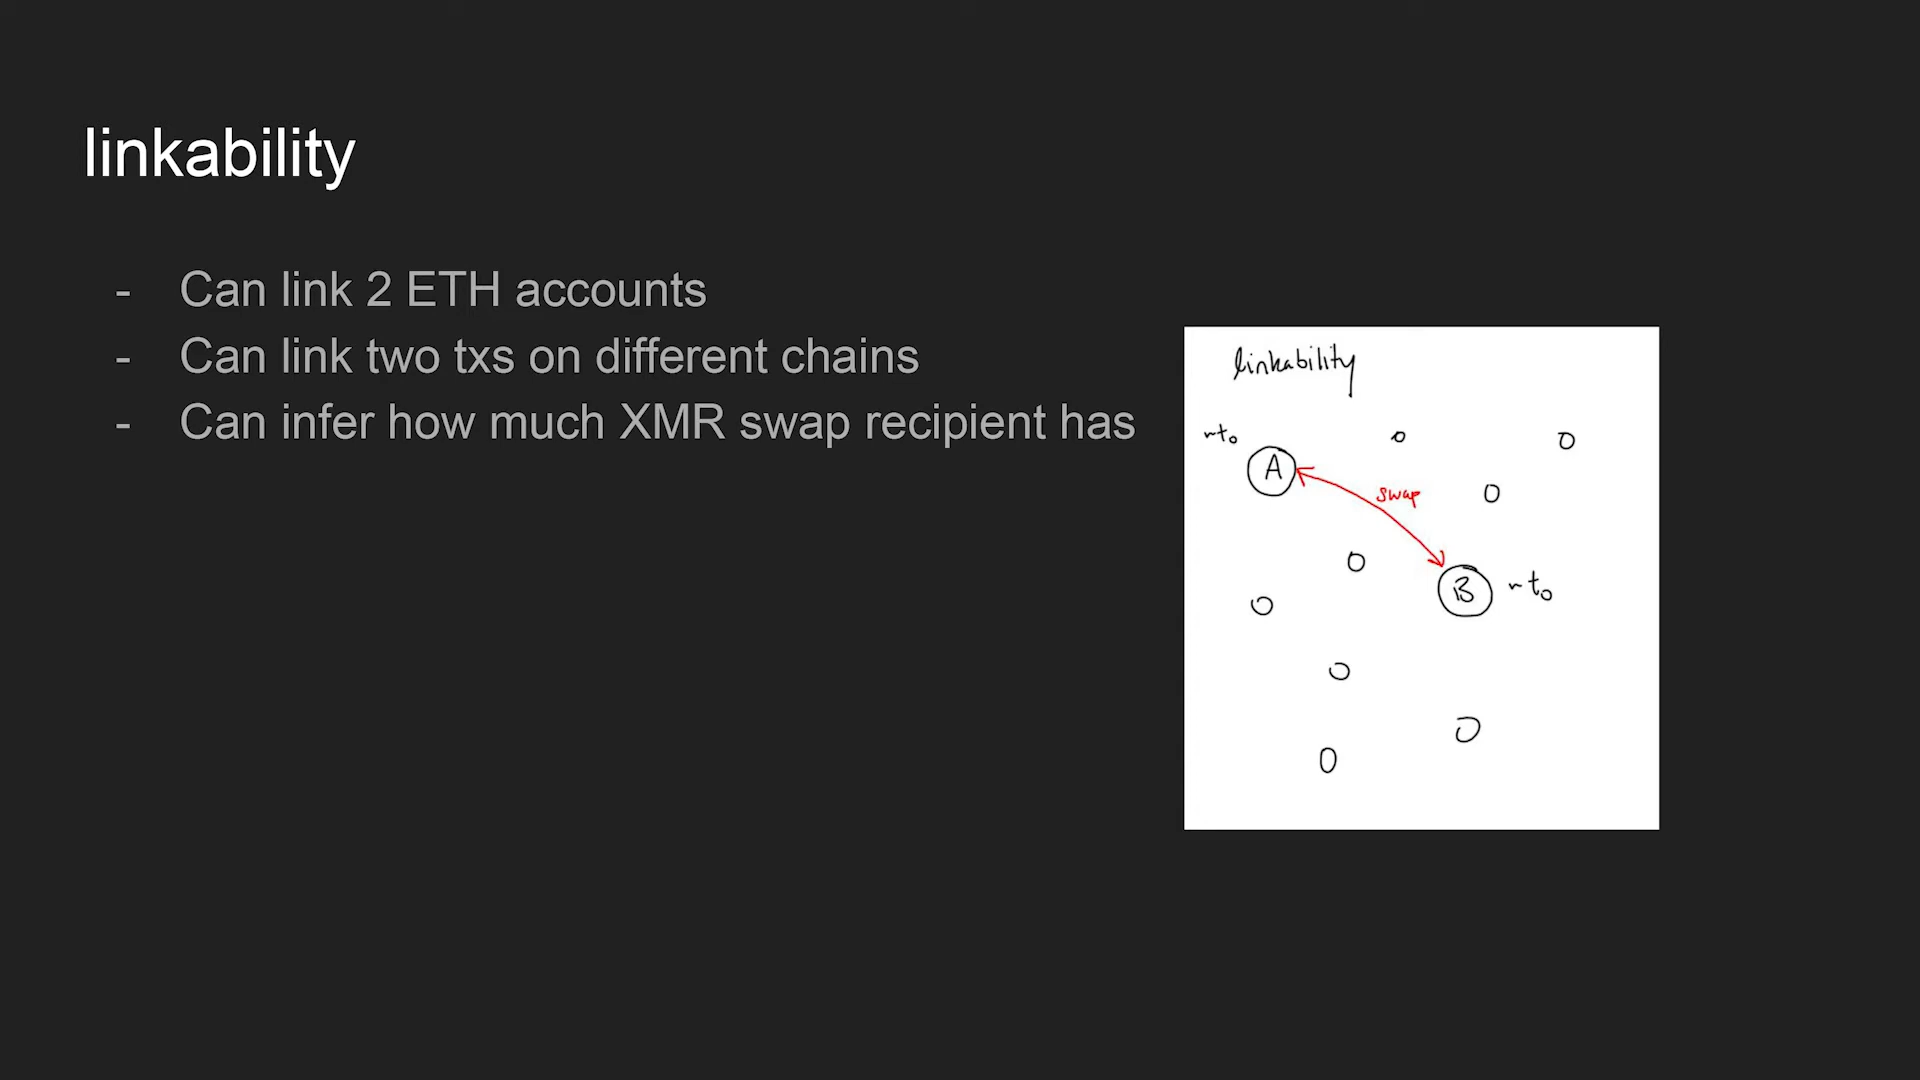 linkability
- Can link 2 ETH accounts
- Can link two txs on different chains
- Can infer how much XMR swap recipient has
linkability
~t₀
A
swap
B
~t₀